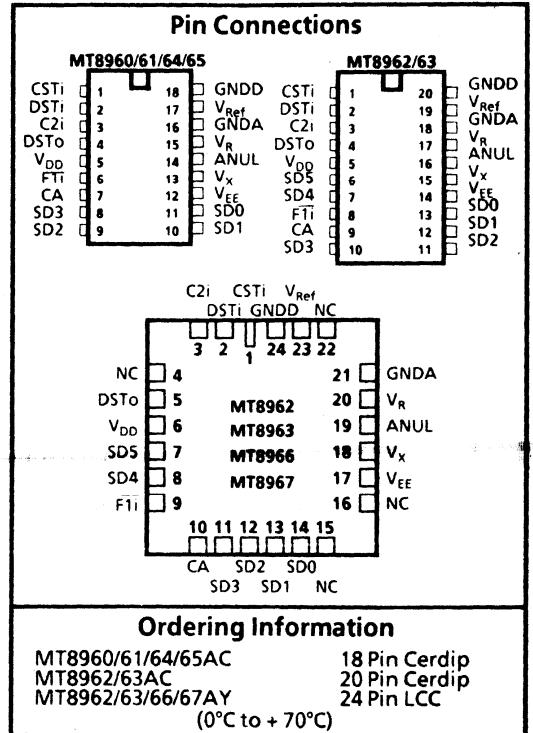 Pin Connections
MT8960/61/64/65
CSTi 1 18 GNDD
DSTi 2 17 VRef
C2i 3 16 GNDA
DSTo 4 15 VR
VDD 5 14 ANUL
F1i 6 13 VX
CA 7 12 VEE
SD3 8 11 SD0
SD2 9 10 SD1
MT8962/63
CSTi 1 20 GNDD
DSTi 2 19 VRef
C2i 3 18 GNDA
DSTo 4 17 VR
VDD 5 16 ANUL
SD5 6 15 VX
SD4 7 14 VEE
F1i 8 13 SD0
CA 9 12 SD1
SD3 10 11 SD2
C2i CSTi VRef
DSTi GNDD NC
3 2 1 24 23 22
NC 4 21 GNDA
DSTo 5 20 VR
VDD 6 19 ANUL
SD5 7 18 VX
SD4 8 17 VEE
F1i 9 16 NC
MT8962
MT8963
MT8966
MT8967
10 11 12 13 14 15
CA SD2 SD0
SD3 SD1 NC
Ordering Information
MT8960/61/64/65AC 18 Pin Cerdip
MT8962/63AC 20 Pin Cerdip
MT8962/63/66/67AY 24 Pin LCC
(0°C to + 70°C)